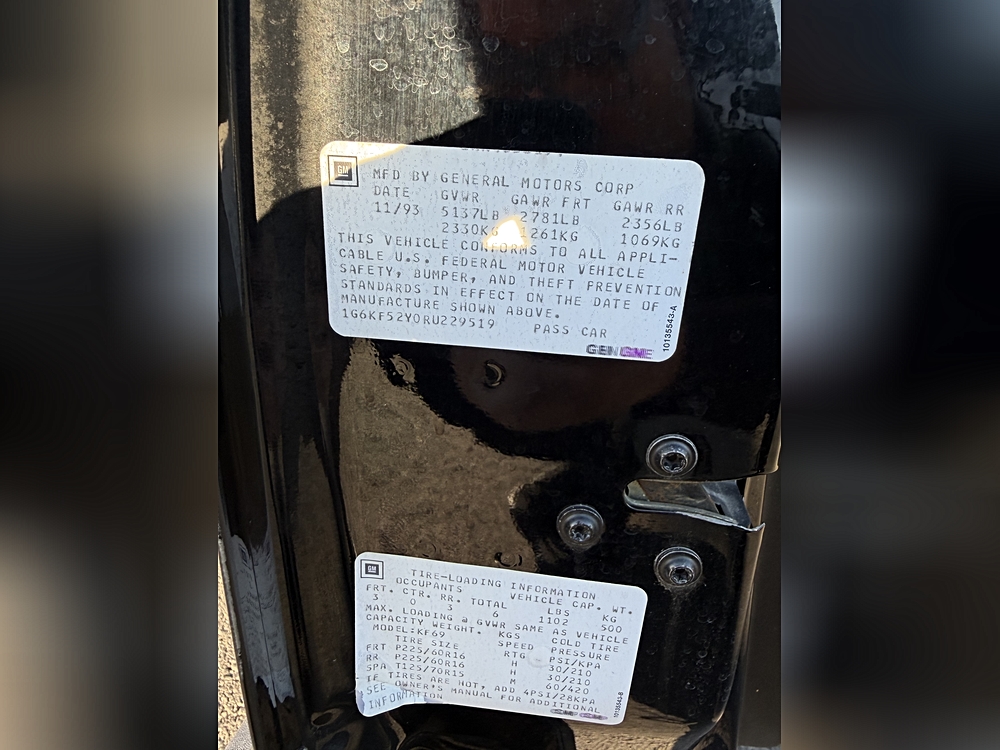 GM
MFD BY GENERAL MOTORS CORP
DATE GVWR GAWR FRT GAWR RR
11/93 5137LB 2781LB 2356LB
2330KG 1261KG 1069KG
THIS VEHICLE CONFORMS TO ALL APPLI-
CABLE U.S. FEDERAL MOTOR VEHICLE
SAFETY, BUMPER, AND THEFT PREVENTION
STANDARDS IN EFFECT ON THE DATE OF
MANUFACTURE SHOWN ABOVE.
1G6KF52Y0RU229519 PASS CAR
10135543-A
GM
TIRE-LOADING INFORMATION
OCCUPANTS VEHICLE CAP. WT.
FRT. CTR. RR. TOTAL LBS KG
3 0 3 6 1102 500
MAX. LOADING @ GVWR SAME AS VEHICLE
CAPACITY WEIGHT. KGS COLD TIRE
MODEL:KF69
TIRE SIZE SPEED PRESSURE
RTG PSI/KPA
FRT P225/60R16 H 30/210
RR P225/60R16 H 30/210
SPA T125/70R15 M 60/420
IF TIRES ARE HOT, ADD 4PSI/28KPA
SEE OWNER'S MANUAL FOR ADDITIONAL
INFORMATION
10135543-B